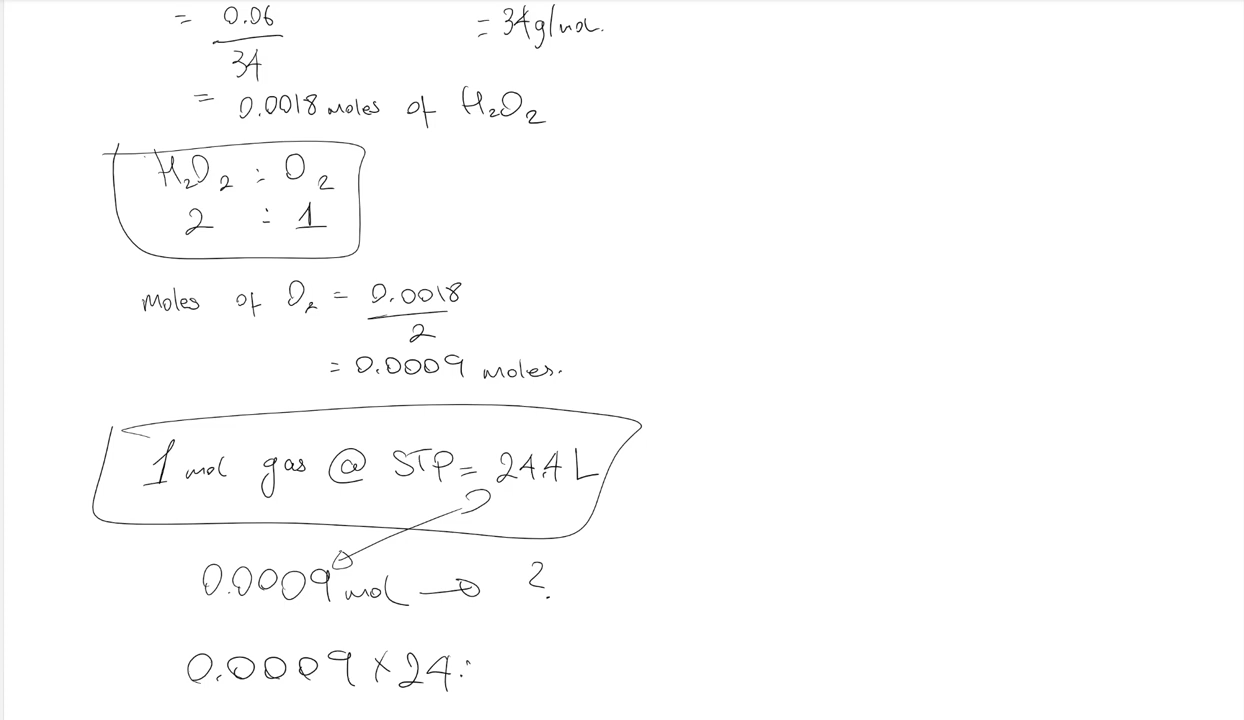 = 0.06/34 = 34g/mol.
= 0.0018 moles of H₂O₂
H₂O₂ : O₂
2 : 1
moles of O₂ = 0.0018/2
= 0.0009 moles.
1 mol gas @ STP = 24.4 L
0.0009 mol → ?
0.0009 × 24.